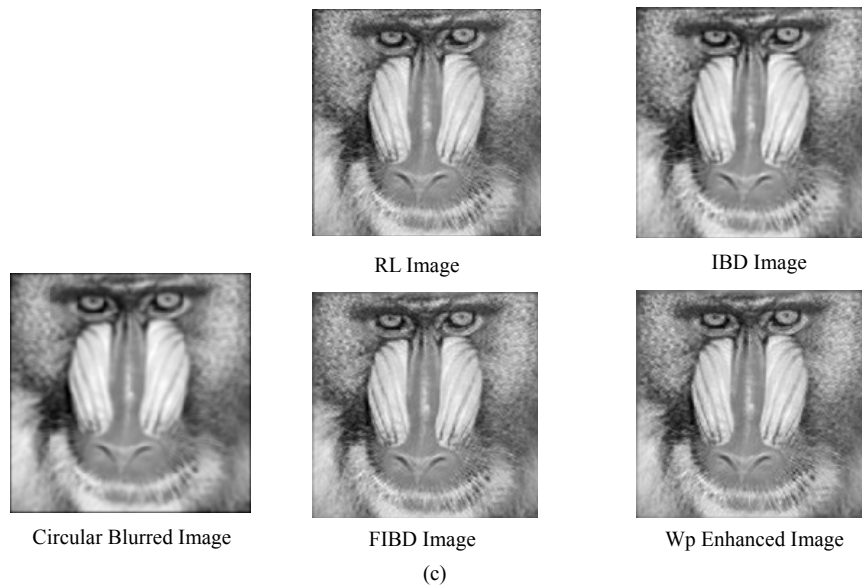 RL Image
IBD Image
Circular Blurred Image
FIBD Image
Wp Enhanced Image
(c)